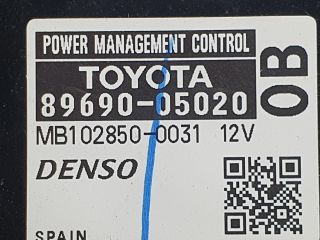 POWER MANAGEMENT CONTROL
TOYOTA
89690-05020
0B
MB102850-0031 12V
DENSO
SPAIN